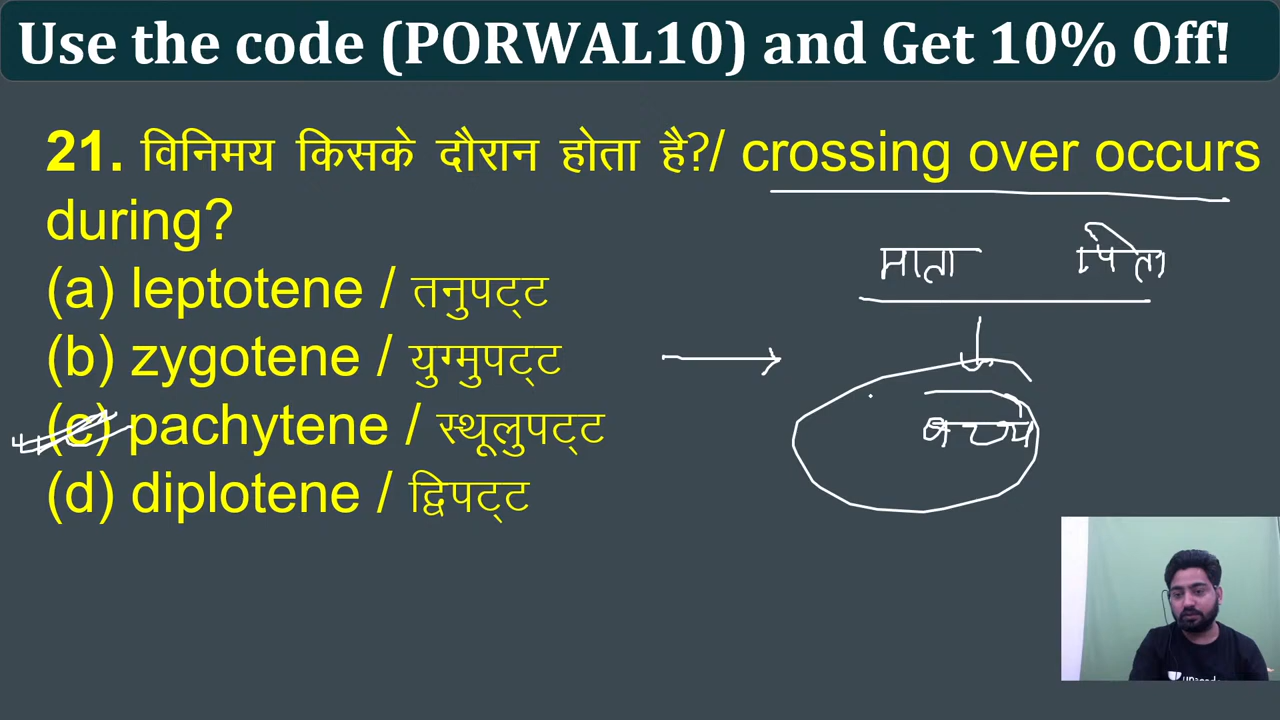 Use the code (PORWAL10) and Get 10% Off!
21. विनिमय किसके दौरान होता है?/ crossing over occurs
during?
माता पिता
(a) leptotene / तनुपट्ट
(b) zygotene / युग्मुपट्ट
(c) pachytene / स्थूलुपट्ट
(d) diplotene / द्विपट्ट